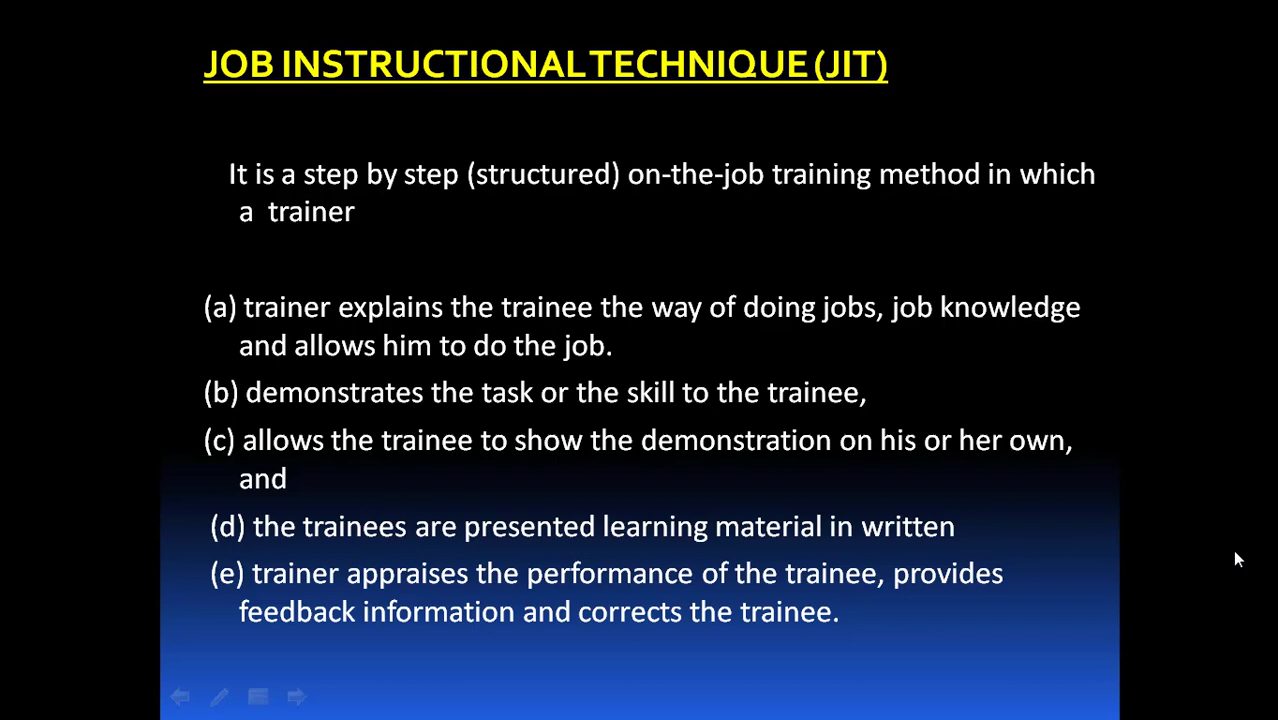 JOB INSTRUCTIONAL TECHNIQUE (JIT)
It is a step by step (structured) on-the-job training method in which
a trainer
(a) trainer explains the trainee the way of doing jobs, job knowledge
and allows him to do the job.
(b) demonstrates the task or the skill to the trainee,
(c) allows the trainee to show the demonstration on his or her own,
and
(d) the trainees are presented learning material in written
(e) trainer appraises the performance of the trainee, provides
feedback information and corrects the trainee.